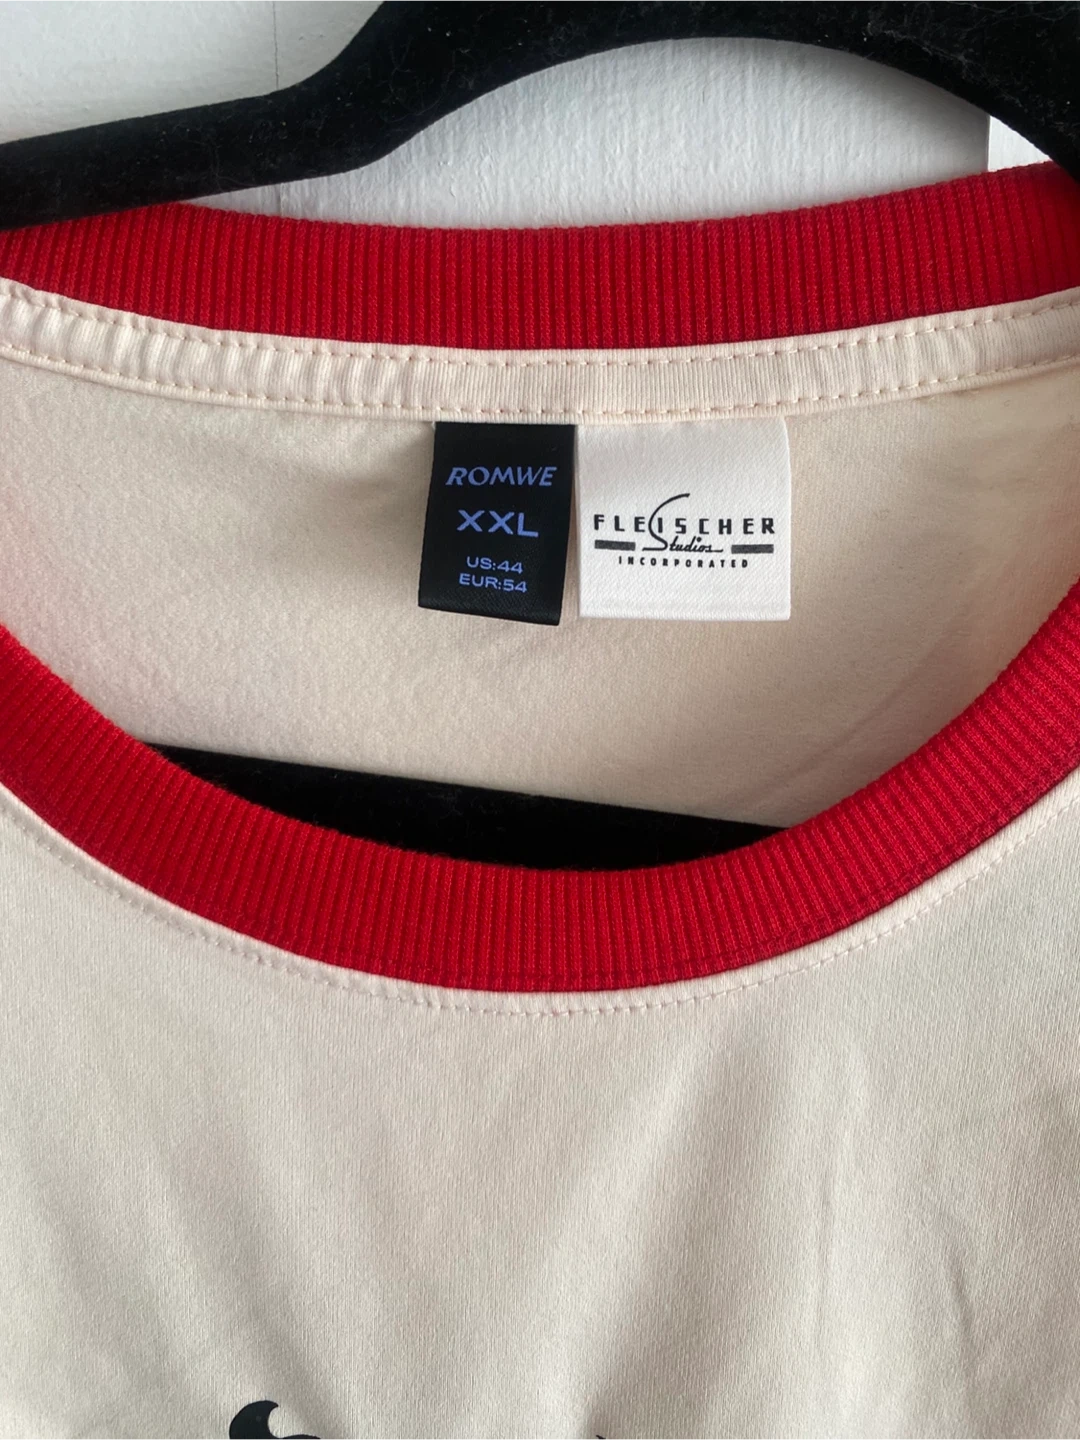 ROMWE
XXL
US:44
EUR:54
FLEISCHER
Studios
INCORPORATED